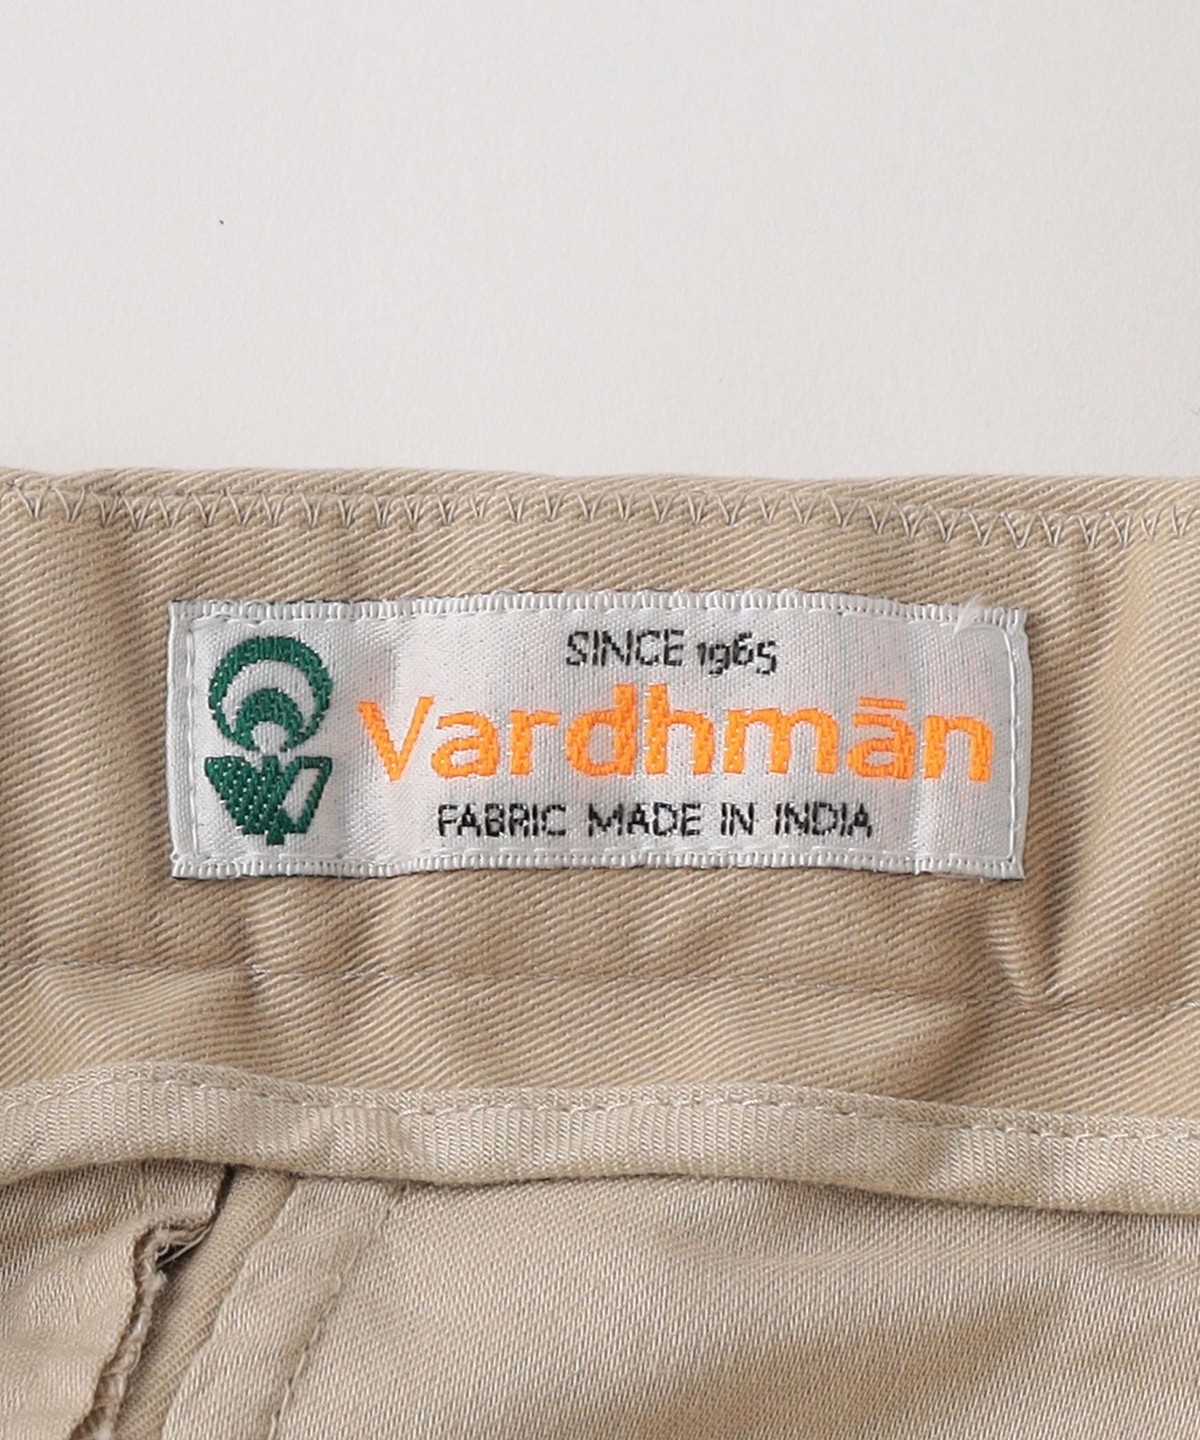 SINCE 1965
Vardhmān
FABRIC MADE IN INDIA